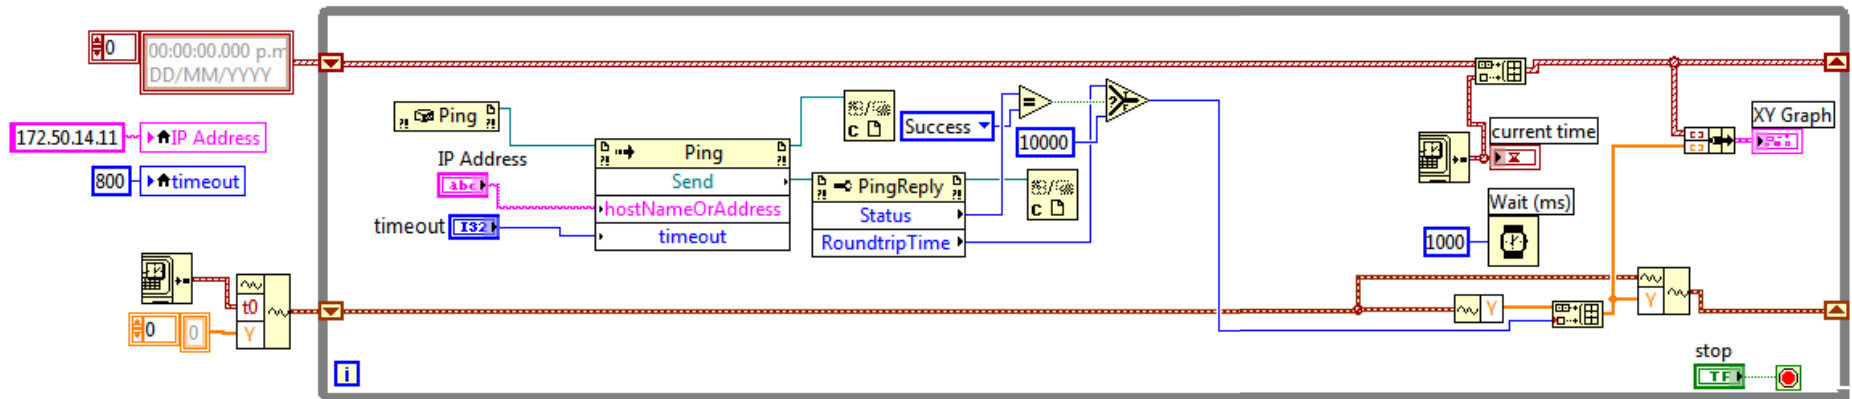 0
00:00:00.000 p.m
DD/MM/YYYY
172.50.14.11
IP Address
800
timeout
Ping
IP Address
abc
timeout
I32
Ping
Send
hostNameOrAddress
timeout
C
Success
=
10000
?
PingReply
Status
RoundtripTime
C
current time
XY Graph
Wait (ms)
1000
t0
Y
0
0
Y
Y
i
stop
TF